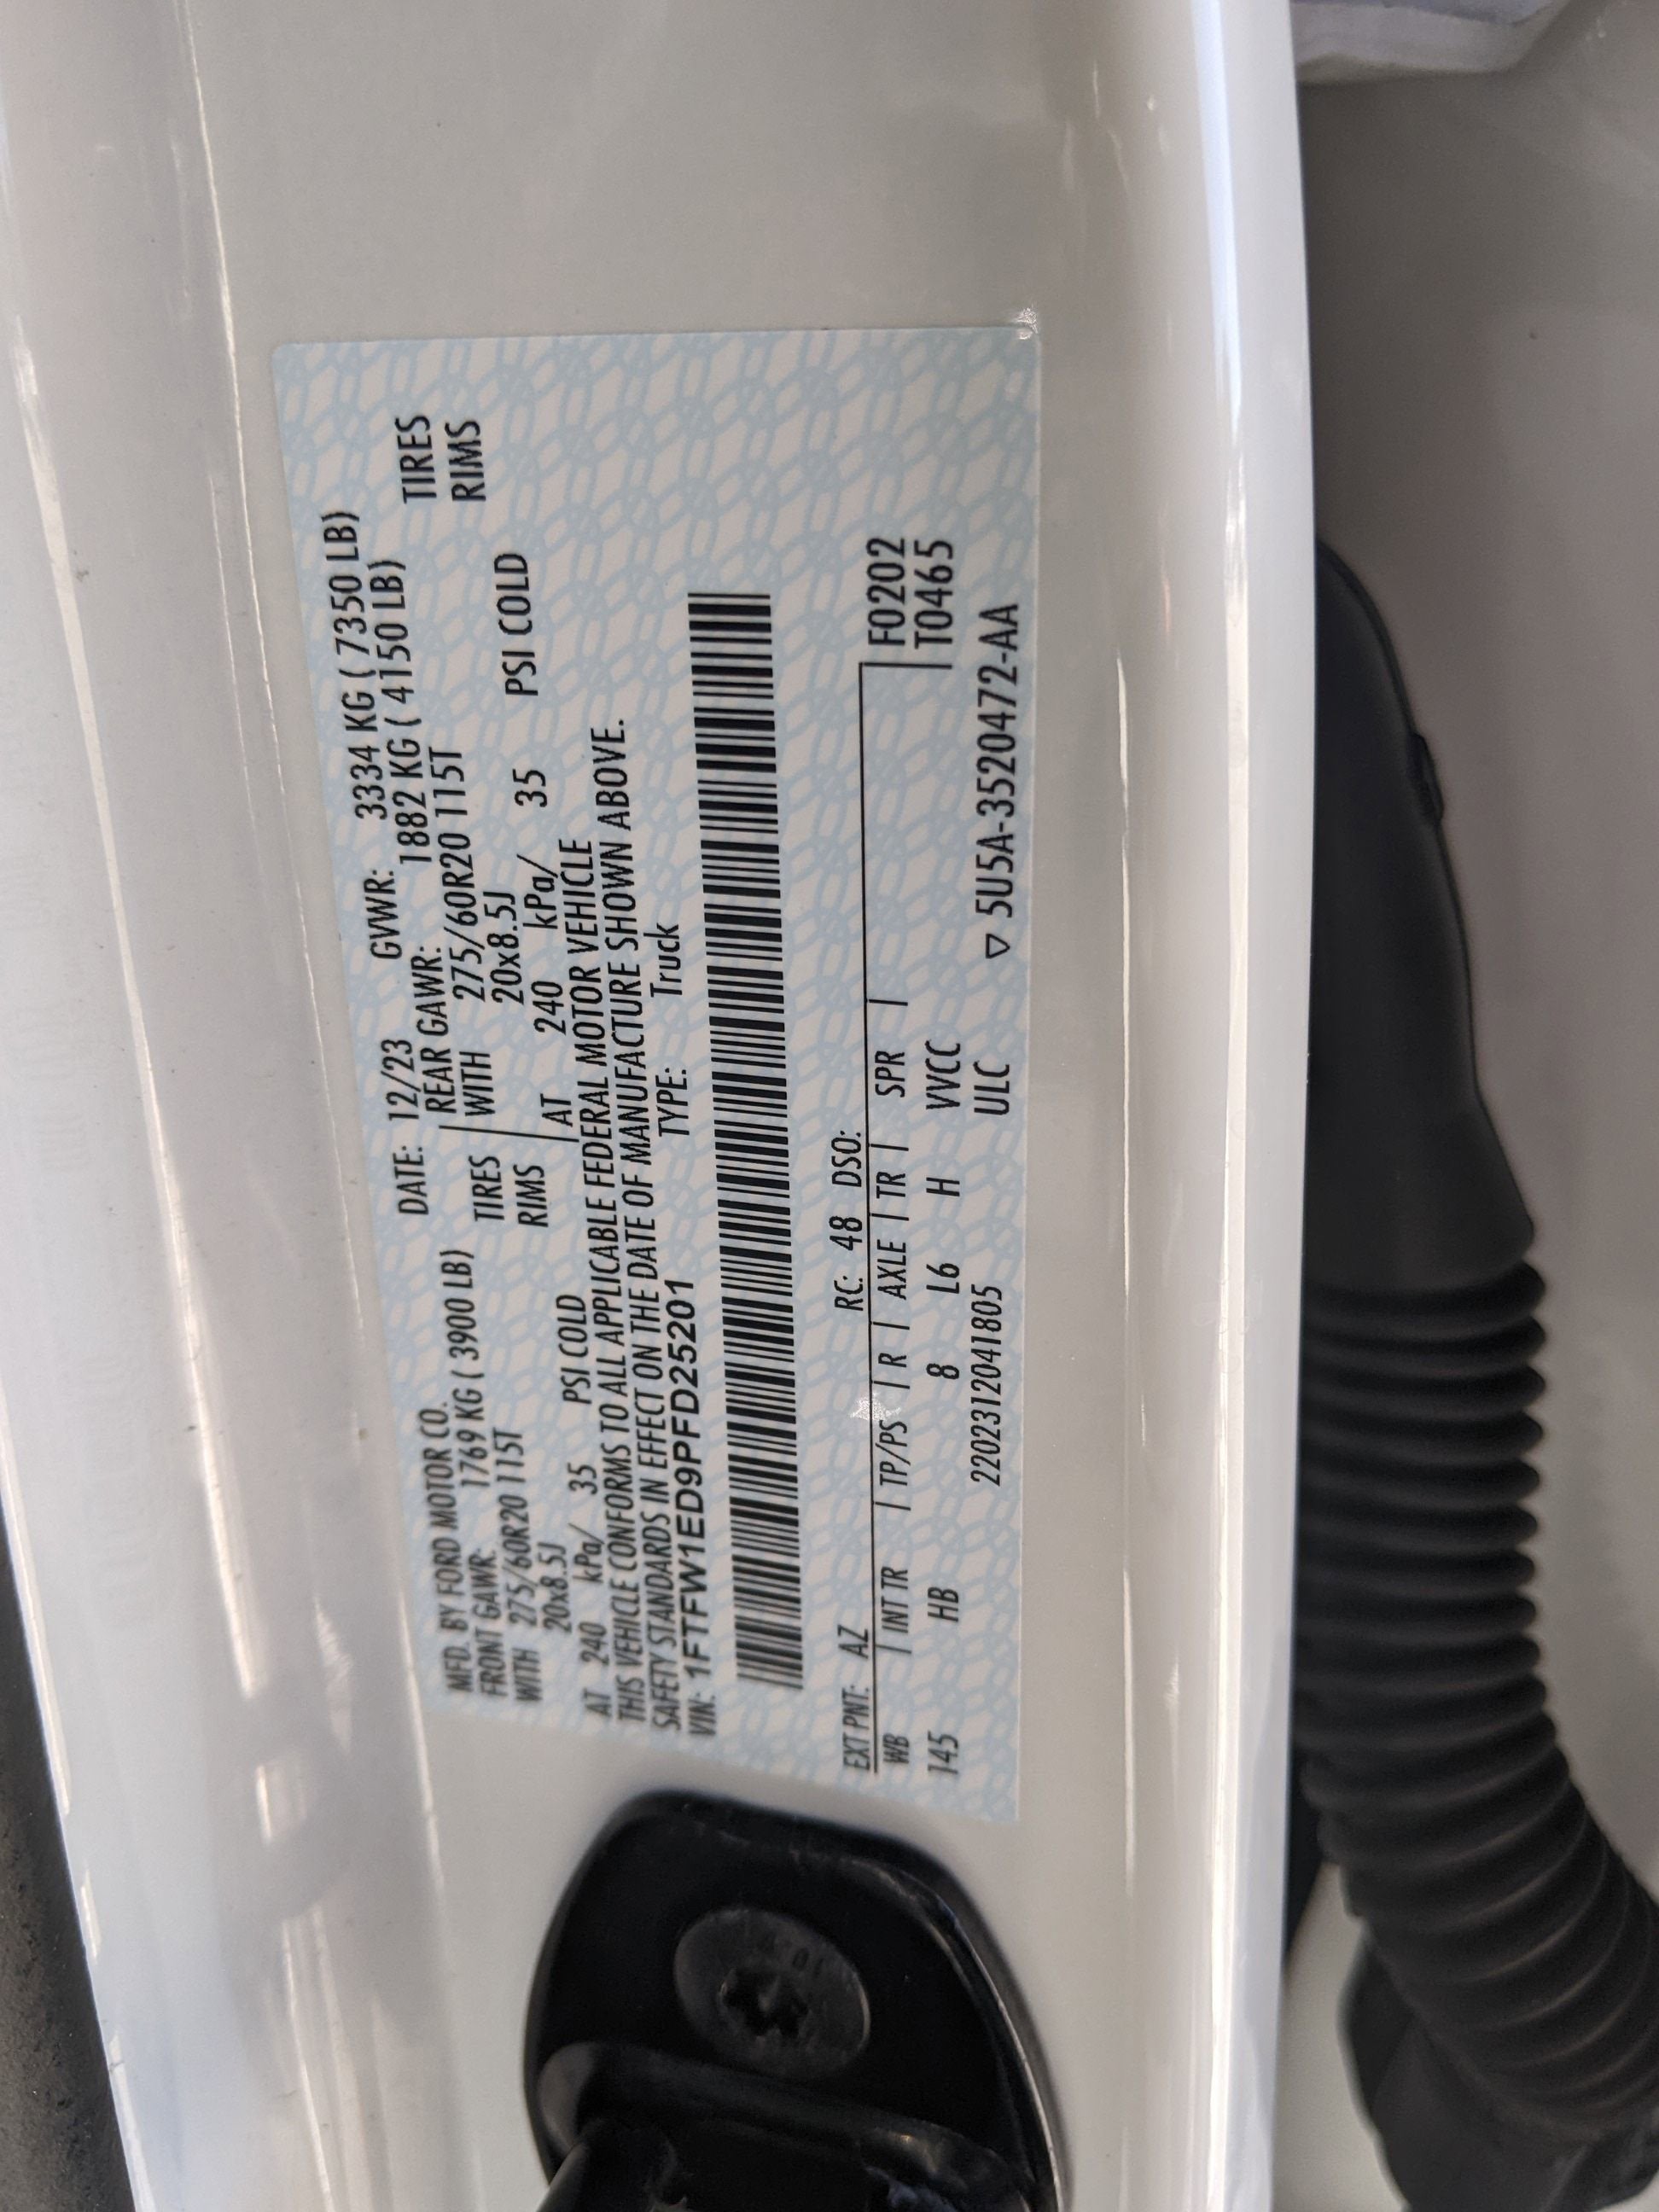 MFD. BY FORD MOTOR CO. DATE: 12/23 GVWR: 3334 KG ( 7350 LB)
FRONT GAWR: 1769 KG ( 3900 LB) REAR GAWR: 1882 KG ( 4150 LB)
WITH 275/60R20 115T TIRES WITH 275/60R20 115T TIRES
20x8.5J RIMS 20x8.5J RIMS
AT 240 kPa/ 35 PSI COLD AT 240 kPa/ 35 PSI COLD
THIS VEHICLE CONFORMS TO ALL APPLICABLE FEDERAL MOTOR VEHICLE
SAFETY STANDARDS IN EFFECT ON THE DATE OF MANUFACTURE SHOWN ABOVE.
VIN: 1FTFW1ED9PFD25201 TYPE: Truck
EXT PNT: AZ RC: 48 DSO:
WB | INT TR | TP/PS | R | AXLE | TR | SPR | F0202
145 HB 8 L6 H VVCC T0465
2202312041805 ULC ▽ 5U5A-3520472-AA